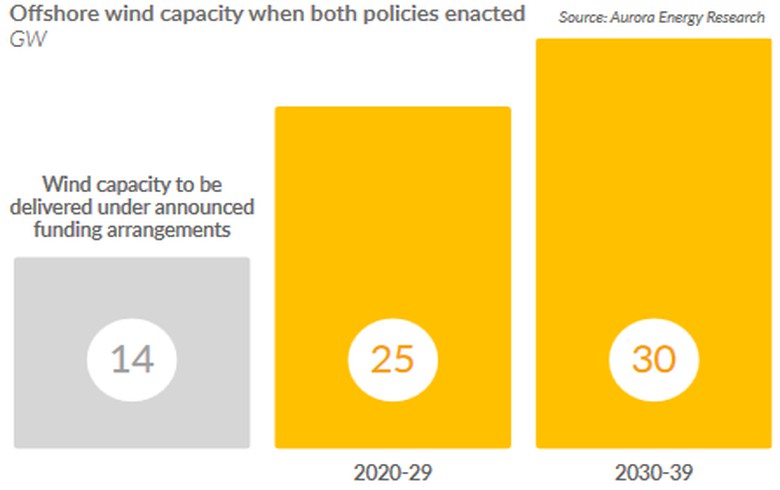 Offshore wind capacity when both policies enacted
Source: Aurora Energy Research
GW
Wind capacity to be
delivered under announced
funding arrangements
14
25
30
2020-29
2030-39